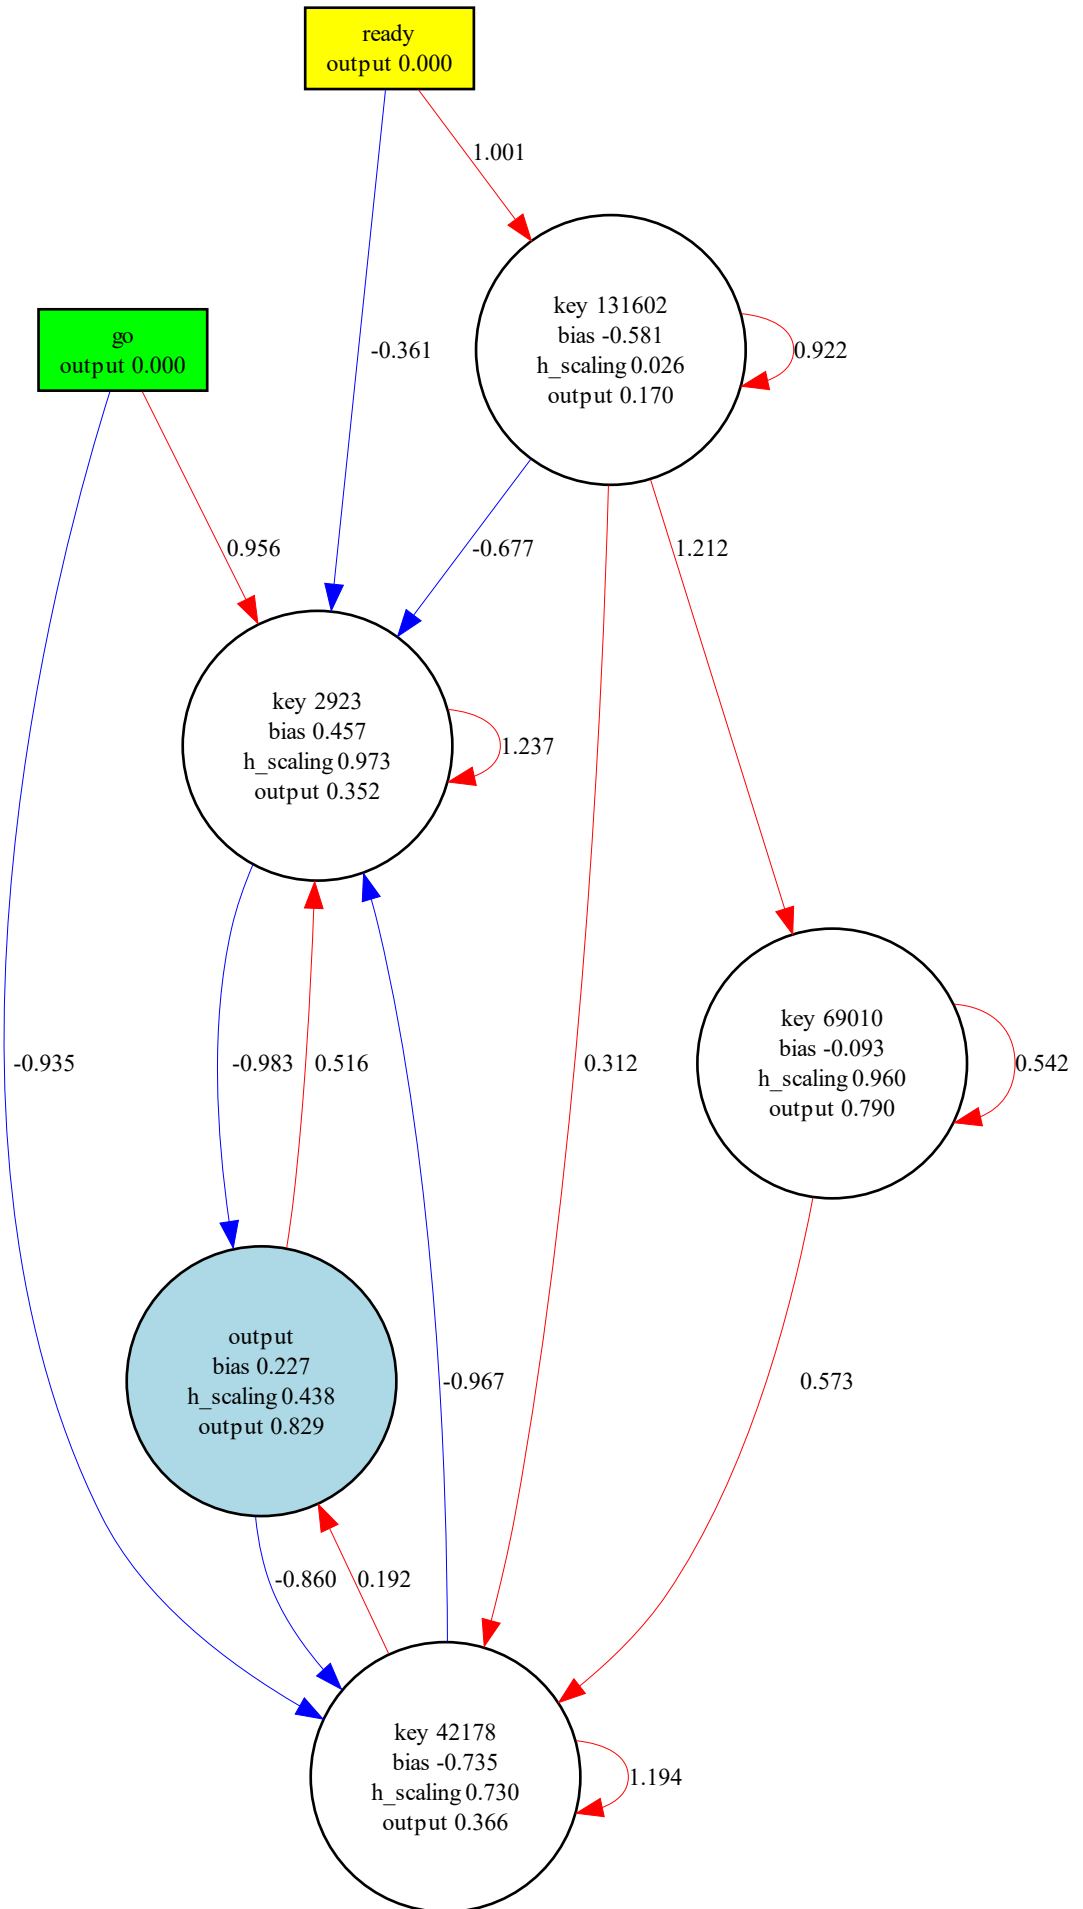 ready
output 0.000
1.001
key 131602
bias -0.581
h_scaling 0.026
output 0.170
0.922
go
output 0.000
-0.361
0.956
-0.677
1.212
key 2923
bias 0.457
h_scaling 0.973
output 0.352
1.237
key 69010
bias -0.093
h_scaling 0.960
output 0.790
0.542
-0.935
-0.983
0.516
0.312
output
bias 0.227
h_scaling 0.438
output 0.829
-0.967
0.573
-0.860
0.192
key 42178
bias -0.735
h_scaling 0.730
output 0.366
1.194